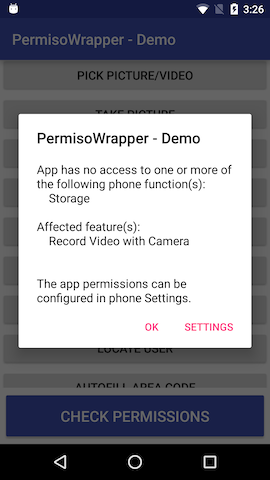 3:26
PermisoWrapper - Demo
PICK PICTURE/VIDEO
TAKE PICTURE
PermisoWrapper - Demo
App has no access to one or more of
the following phone function(s):
Storage
Affected feature(s):
Record Video with Camera
The app permissions can be
configured in phone Settings.
OK SETTINGS
LOCATE USER
AUTOFILL AREA CODE
CHECK PERMISSIONS